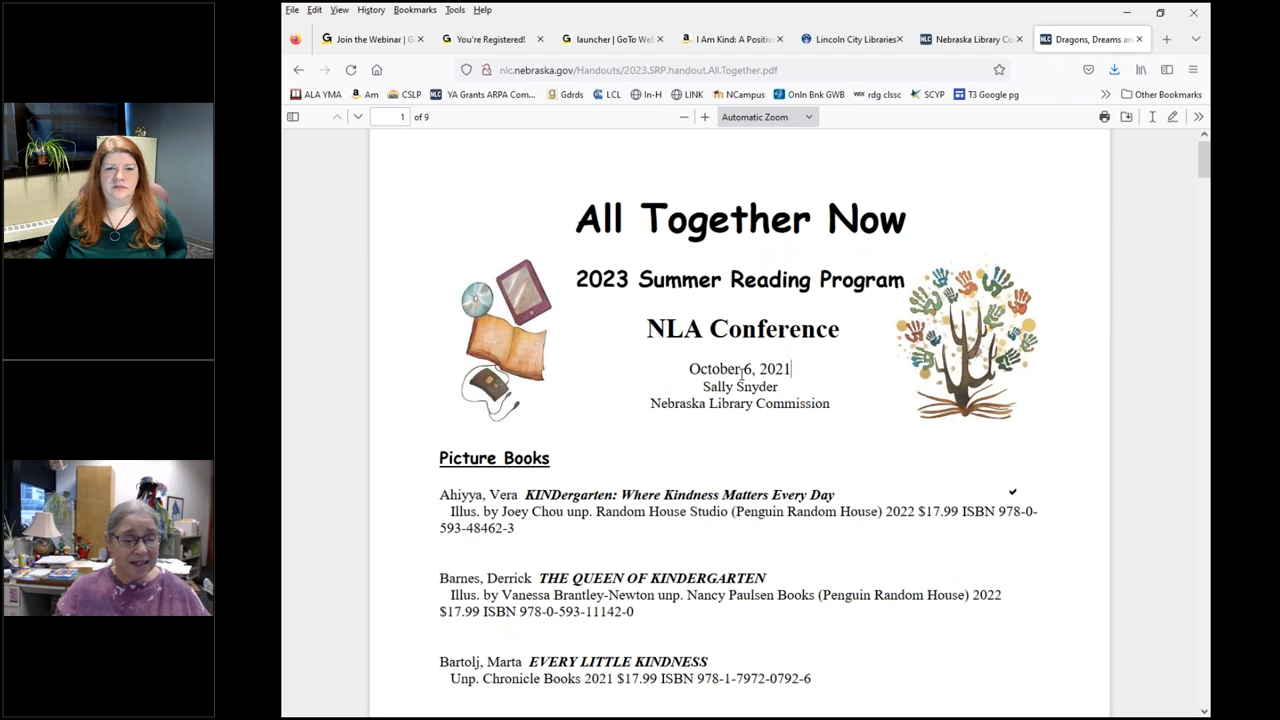 File Edit View History Bookmarks Tools Help
Join the Webinar | G
You're Registered!
launcher | GoTo We
I Am Kind: A Positiv
Lincoln City Libraries
Nebraska Library Co
Dragons, Dreams an
nlc.nebraska.gov/Handouts/2023.SRP.handout.All.Together.pdf
ALA YMA Am CSLP YA Grants ARPA Com... Gdrds LCL In-H LINK NCampus Onln Bnk GWB rdg clssc SCYP T3 Google pg Other Bookmarks
1 of 9 Automatic Zoom
All Together Now
2023 Summer Reading Program
NLA Conference
October 6, 2021
Sally Snyder
Nebraska Library Commission
Picture Books
Ahiyya, Vera KINDergarten: Where Kindness Matters Every Day
Illus. by Joey Chou unp. Random House Studio (Penguin Random House) 2022 $17.99 ISBN 978-0-
593-48462-3
Barnes, Derrick THE QUEEN OF KINDERGARTEN
Illus. by Vanessa Brantley-Newton unp. Nancy Paulsen Books (Penguin Random House) 2022
$17.99 ISBN 978-0-593-11142-0
Bartolj, Marta EVERY LITTLE KINDNESS
Unp. Chronicle Books 2021 $17.99 ISBN 978-1-7972-0792-6